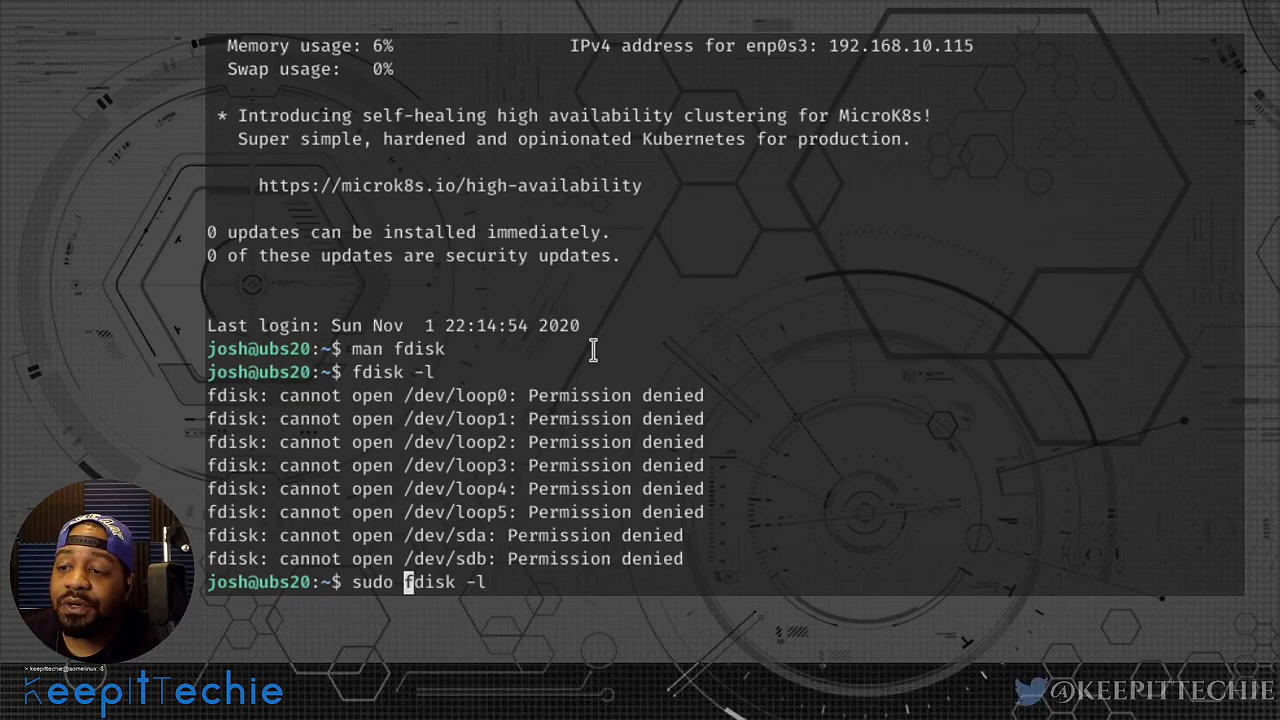 Memory usage: 6% IPv4 address for enp0s3: 192.168.10.115
Swap usage: 0%
* Introducing self-healing high availability clustering for MicroK8s!
Super simple, hardened and opinionated Kubernetes for production.
https://microk8s.io/high-availability
0 updates can be installed immediately.
0 of these updates are security updates.
Last login: Sun Nov 1 22:14:54 2020
josh@ubs20:~$ man fdisk
josh@ubs20:~$ fdisk -l
fdisk: cannot open /dev/loop0: Permission denied
fdisk: cannot open /dev/loop1: Permission denied
fdisk: cannot open /dev/loop2: Permission denied
fdisk: cannot open /dev/loop3: Permission denied
fdisk: cannot open /dev/loop4: Permission denied
fdisk: cannot open /dev/loop5: Permission denied
fdisk: cannot open /dev/sda: Permission denied
fdisk: cannot open /dev/sdb: Permission denied
josh@ubs20:~$ sudo fdisk -l
> keepittechie@somelinux:~$
KeepItTechie
@KEEPITTECHIE